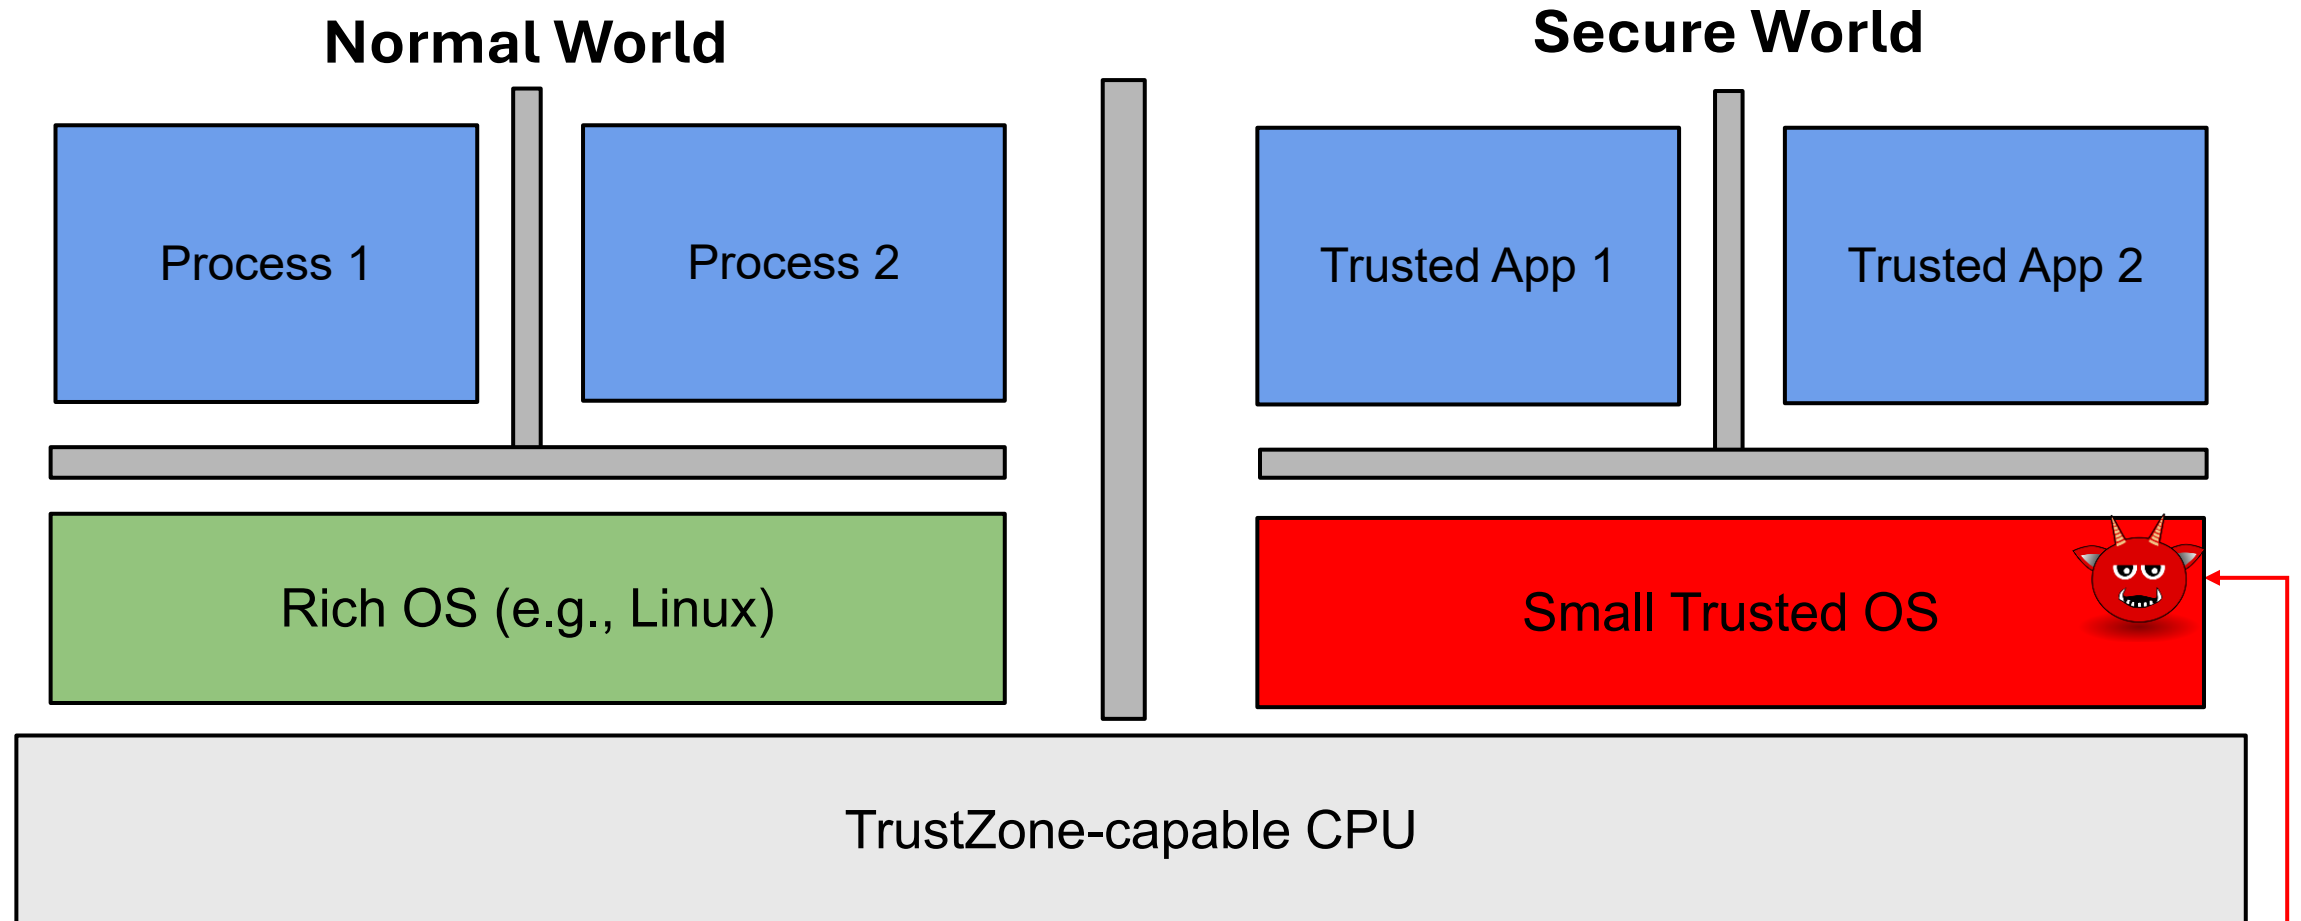 Normal World
Secure World
Process 1
Process 2
Trusted App 1
Trusted App 2
Rich OS (e.g., Linux)
Small Trusted OS
TrustZone-capable CPU